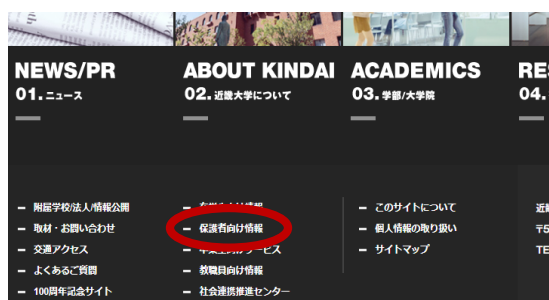 NEWS/PR
01. ニュース
ABOUT KINDAI
02. 近畿大学について
ACADEMICS
03. 学部/大学院
RE
04.
附属学校/法人/情報公開
取材・お問い合わせ
交通アクセス
よくあるご質問
100周年記念サイト
保護者向け情報
教職員向け情報
社会連携推進センター
このサイトについて
個人情報の取り扱い
サイトマップ
近
〒5
TE